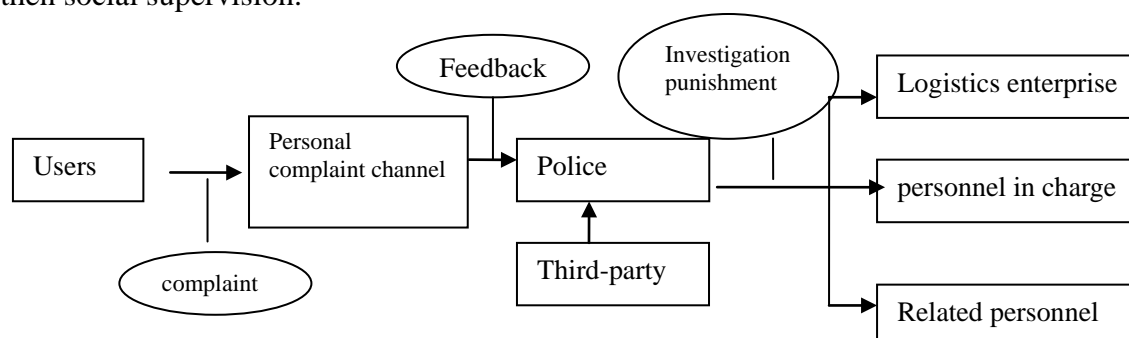 then social supervision.
Feedback
Investigation
punishment
Logistics enterprise
Users
Personal
complaint channel
Police
personnel in charge
complaint
Third-party
Related personnel